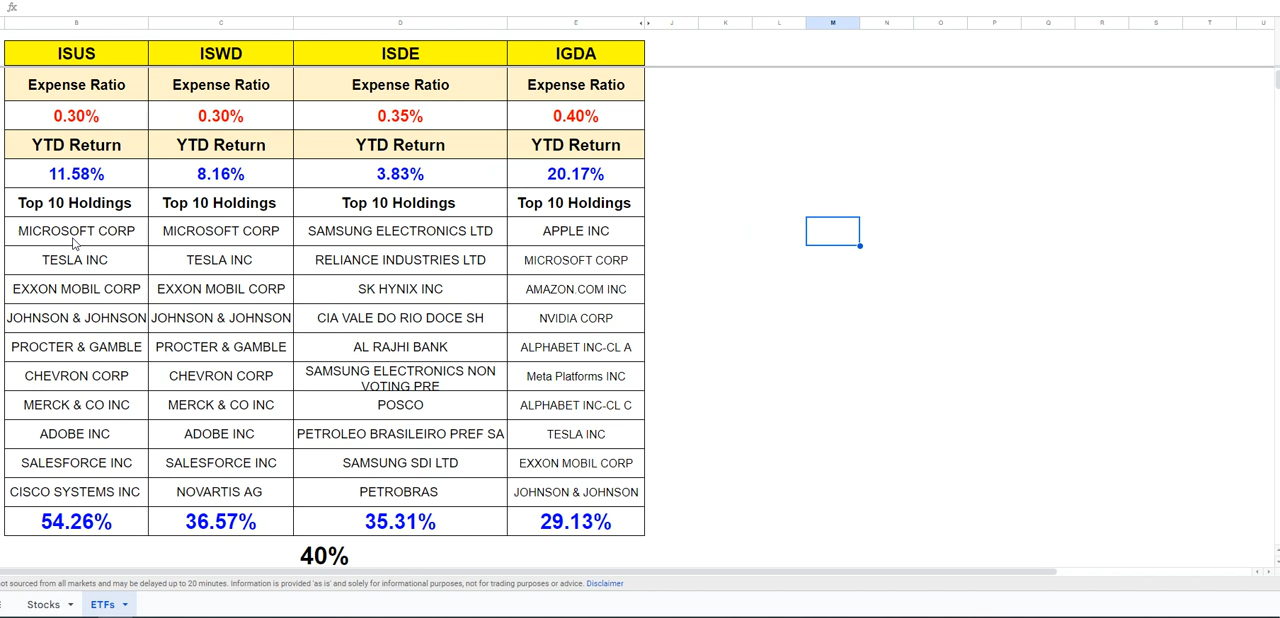 fx
B C D E J K L M N O P Q R S T U
ISUS ISWD ISDE IGDA
Expense Ratio Expense Ratio Expense Ratio Expense Ratio
0.30% 0.30% 0.35% 0.40%
YTD Return YTD Return YTD Return YTD Return
11.58% 8.16% 3.83% 20.17%
Top 10 Holdings Top 10 Holdings Top 10 Holdings Top 10 Holdings
MICROSOFT CORP MICROSOFT CORP SAMSUNG ELECTRONICS LTD APPLE INC
TESLA INC TESLA INC RELIANCE INDUSTRIES LTD MICROSOFT CORP
EXXON MOBIL CORP EXXON MOBIL CORP SK HYNIX INC AMAZON.COM INC
JOHNSON & JOHNSON JOHNSON & JOHNSON CIA VALE DO RIO DOCE SH NVIDIA CORP
PROCTER & GAMBLE PROCTER & GAMBLE AL RAJHI BANK ALPHABET INC-CL A
CHEVRON CORP CHEVRON CORP SAMSUNG ELECTRONICS NON VOTING PRE Meta Platforms INC
MERCK & CO INC MERCK & CO INC POSCO ALPHABET INC-CL C
ADOBE INC ADOBE INC PETROLEO BRASILEIRO PREF SA TESLA INC
SALESFORCE INC SALESFORCE INC SAMSUNG SDI LTD EXXON MOBIL CORP
CISCO SYSTEMS INC NOVARTIS AG PETROBRAS JOHNSON & JOHNSON
54.26% 36.57% 35.31% 29.13%
40%
ot sourced from all markets and may be delayed up to 20 minutes. Information is provided 'as is' and solely for informational purposes, not for trading purposes or advice. Disclaimer
Stocks ETFs